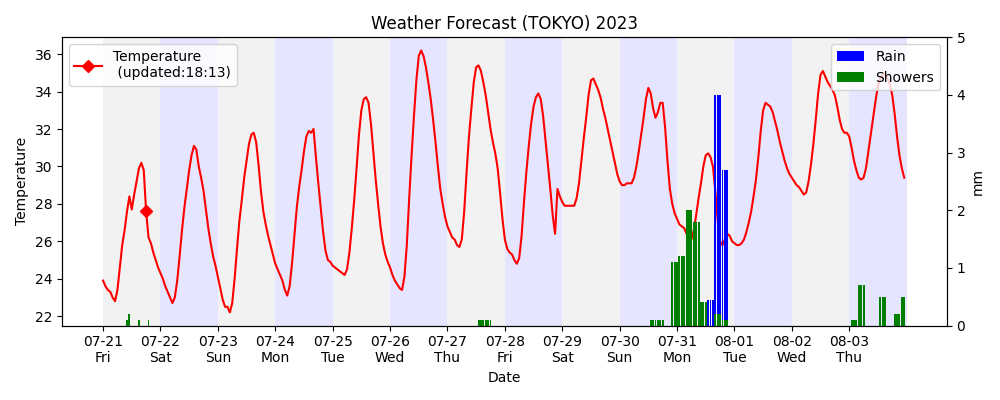 Weather Forecast (TOKYO) 2023
Temperature
(updated:18:13)
Rain
Showers
Temperature
36
34
32
30
28
26
24
22
5
4
3
2
1
0
mm
07-21 07-22 07-23 07-24 07-25 07-26 07-27 07-28 07-29 07-30 07-31 08-01 08-02 08-03
Fri Sat Sun Mon Tue Wed Thu Fri Sat Sun Mon Tue Wed Thu
Date